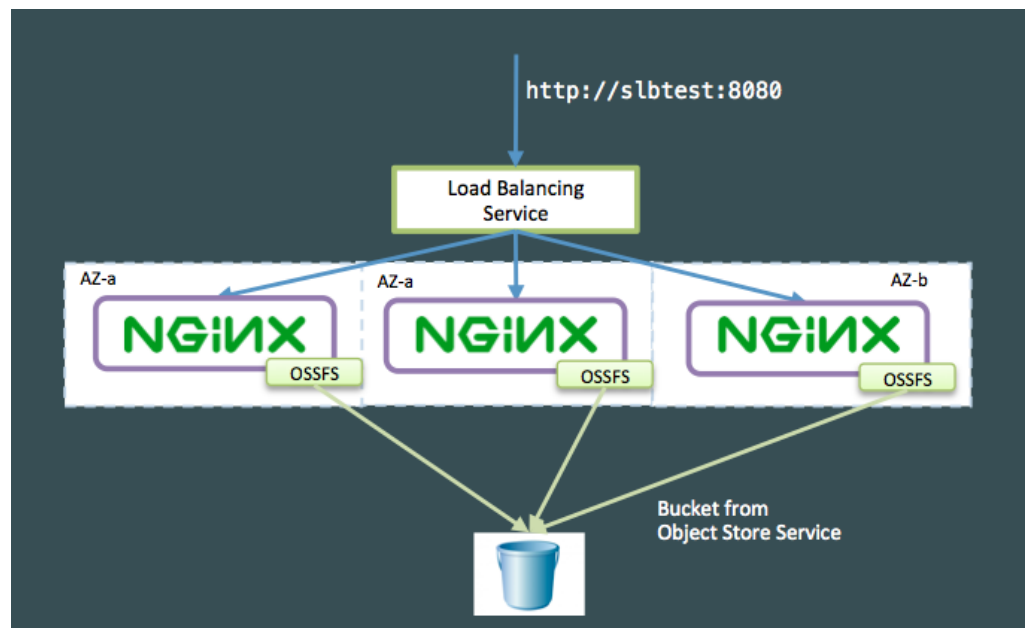 http://slbtest:8080
Load Balancing
Service
AZ-a
AZ-a
AZ-b
NGiNX
NGiNX
NGiNX
OSSFS
OSSFS
OSSFS
Bucket from
Object Store Service